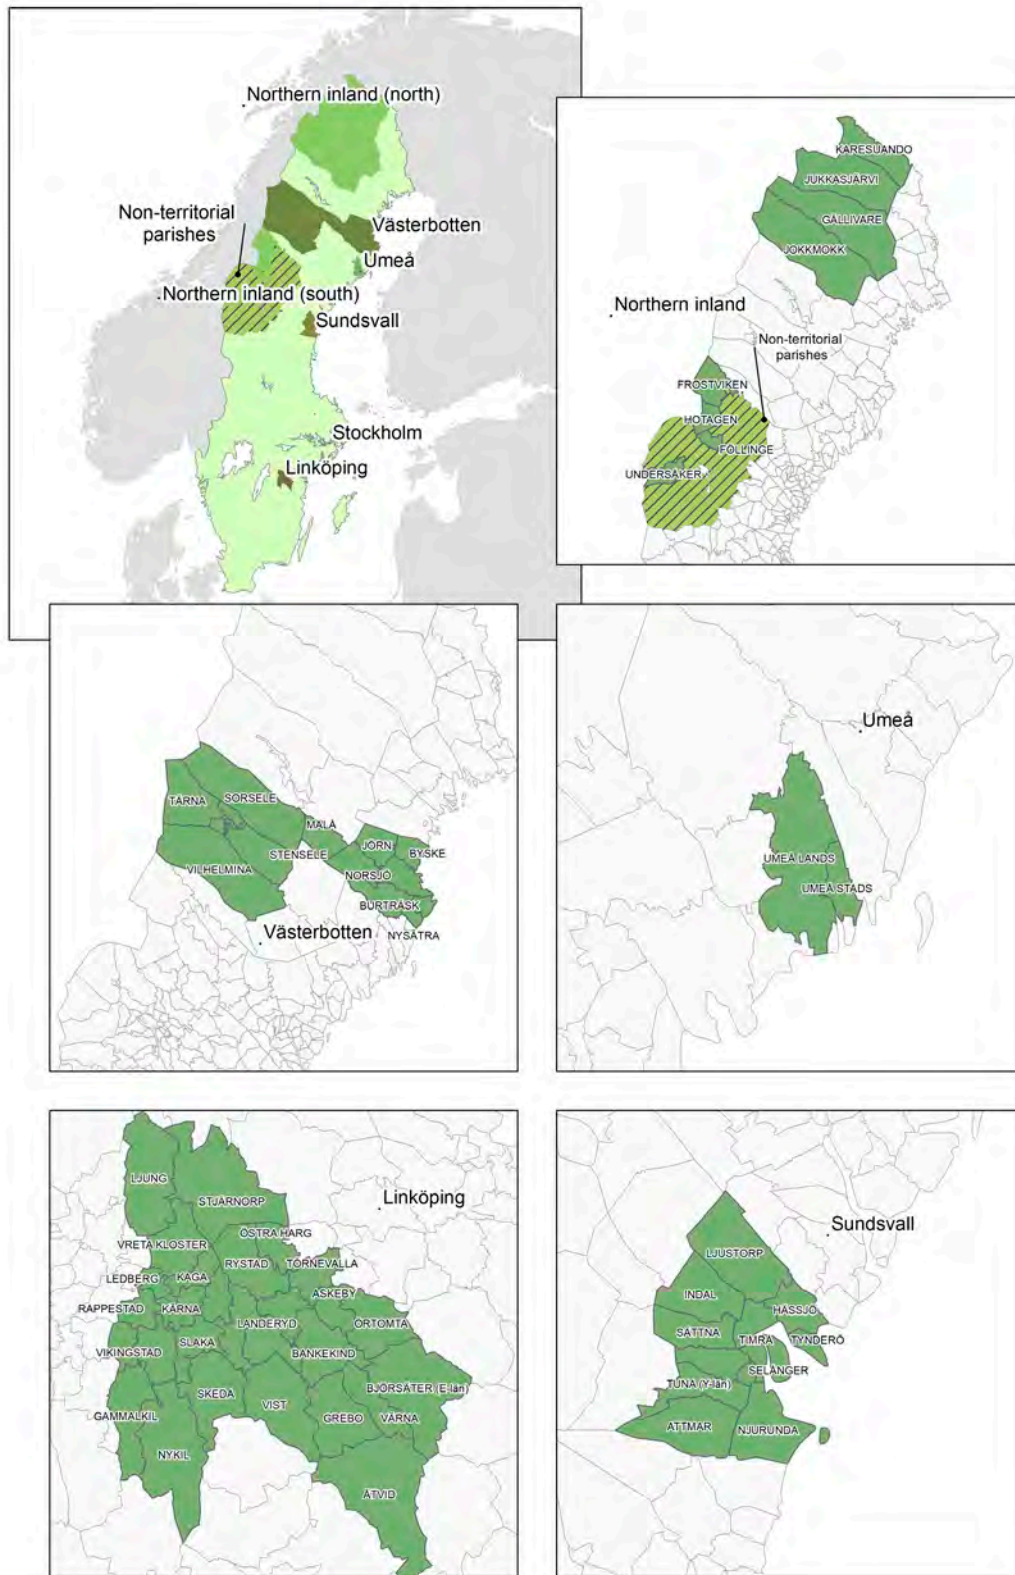 Northern inland (north)
Non-territorial
parishes
Västerbotten
Umeå
Northern inland (south)
Sundsvall
Stockholm
Linköping
KARESUANDO
JUKKASJÄRVI
GÄLLIVARE
JOKKMOKK
Northern inland
Non-territorial
parishes
FROSTVIKEN
HOTAGEN
FÖLLINGE
UNDERSÅKER
TÄRNA
SORSELE
MALÅ
JÖRN
BYSKE
STENSELE
VILHELMINA
NORSJÖ
BURTRÄSK
NYSÄTRA
Västerbotten
Umeå
UMEÅ LANDS
UMEÅ STADS
LJUNG
STJÄRNORP
Linköping
ÖSTRA HARG
VRETA KLOSTER
RYSTAD
TÖRNEVALLA
LEDBERG
KAGA
ASKEBY
RAPPESTAD
KÄRNA
LANDERYD
ÖRTOMTA
SLAKA
VIKINGSTAD
BANKEKIND
SKEDA
BJÖRSÄTER (E-län)
VIST
GAMMALKIL
GREBO
VÄRNA
NYKIL
ÅTVID
Sundsvall
LJUSTORP
INDAL
HÄSSJÖ
SÄTTNA
TIMRÅ
TYNDERÖ
SELÅNGER
TUNA (Y-län)
ATTMAR
NJURUNDA